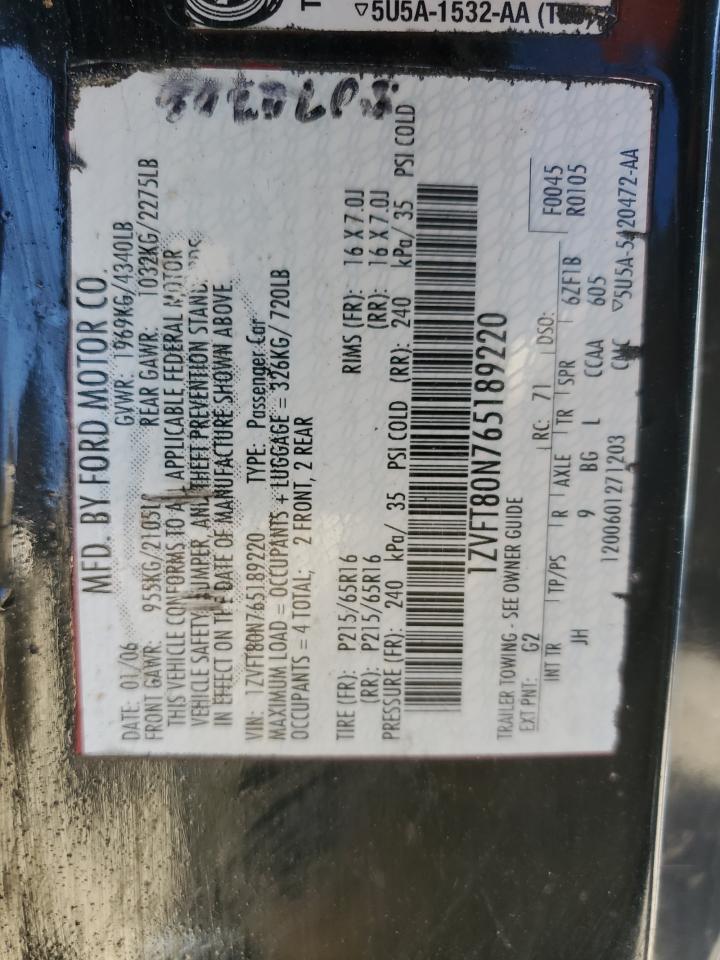 ▽5U5A-1532-AA
MFD. BY FORD MOTOR CO.
DATE: 01/06 GVWR: 1969KG/4340LB
FRONT GAWR: 955KG/2105LB REAR GAWR: 1032KG/2275LB
THIS VEHICLE CONFORMS TO APPLICABLE FEDERAL MOTOR
VEHICLE SAFETY BUMPER, AND THEFT PREVENTION
IN EFFECT ON THE DATE OF MANUFACTURE SHOWN ABOVE
VIN: 1ZVFT80N765189220 TYPE: Passenger Car
MAXIMUM LOAD = OCCUPANTS + LUGGAGE = 326KG/ 720LB
OCCUPANTS = 4 TOTAL; 2 FRONT, 2 REAR
TIRE (FR): P215/65R16 RIMS (FR): 16 X 7.0J
(RR): P215/65R16 (RR): 16 X 7.0J
PRESSURE (FR): 240 kPa/ 35 PSI COLD (RR): 240 kPa/ 35 PSI COLD
1ZVFT80N765189220
TRAILER TOWING - SEE OWNER GUIDE
EXT PNT: G2 RC: 71 DSO: F0045
R0105
INT TR TP/PS R AXLE TR SPR 6ZF1B
JH 9 BG L CCAA 605
1200601271203 CMC
▽5U5A-5420472-AA